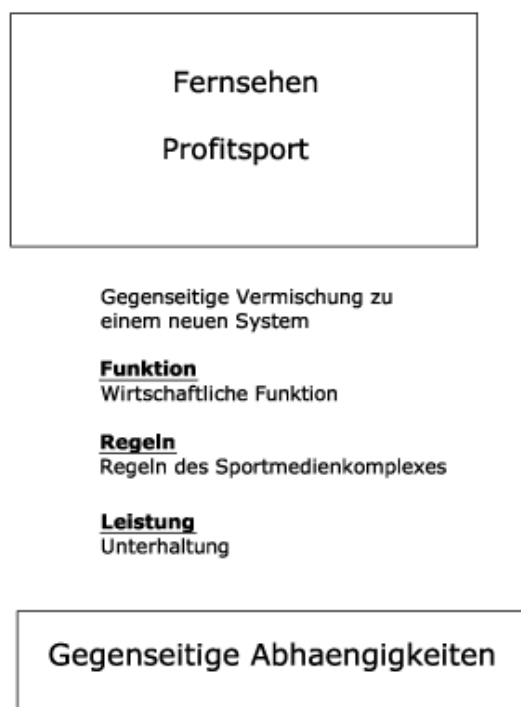 Fernsehen
Profitsport
Gegenseitige Vermischung zu
einem neuen System
Funktion
Wirtschaftliche Funktion
Regeln
Regeln des Sportmedienkomplexes
Leistung
Unterhaltung
Gegenseitige Abhaengigkeiten